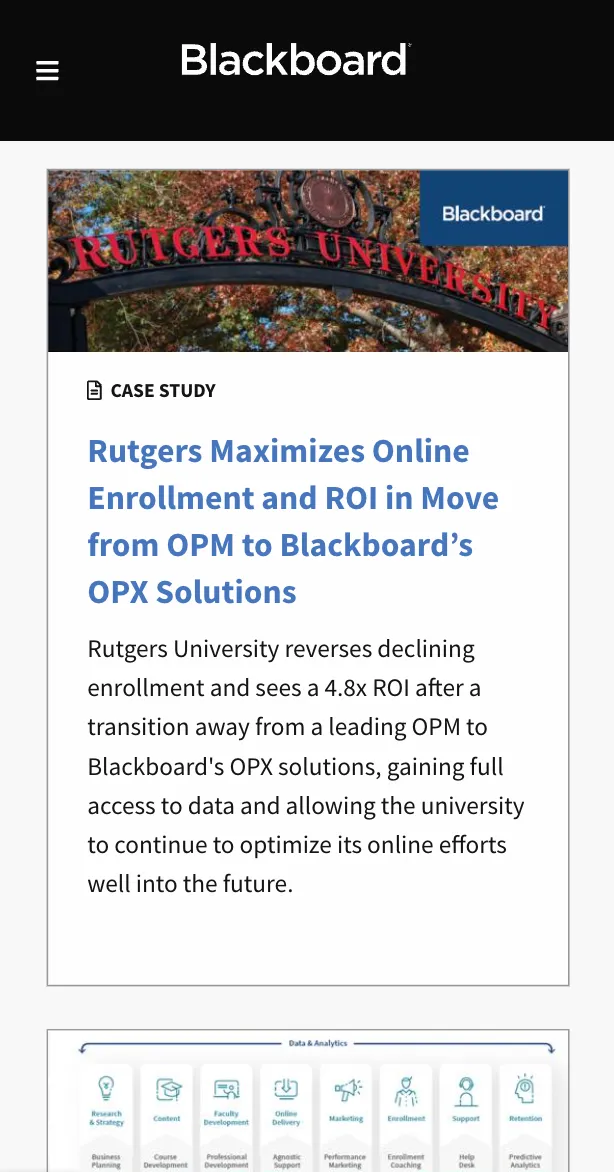 Blackboard
RUTGERS UNIVERSITY
Blackboard
CASE STUDY
Rutgers Maximizes Online
Enrollment and ROI in Move
from OPM to Blackboard’s
OPX Solutions
Rutgers University reverses declining
enrollment and sees a 4.8x ROI after a
transition away from a leading OPM to
Blackboard's OPX solutions, gaining full
access to data and allowing the university
to continue to optimize its online efforts
well into the future.
Data & Analytics
Research
& Strategy
Content
Faculty
Development
Online
Delivery
Marketing
Enrollment
Support
Retention
Business
Planning
Course
Development
Professional
Development
Agnostic
Support
Performance
Marketing
Enrollment
Coaching
Help
Desk
Predictive
Analytics